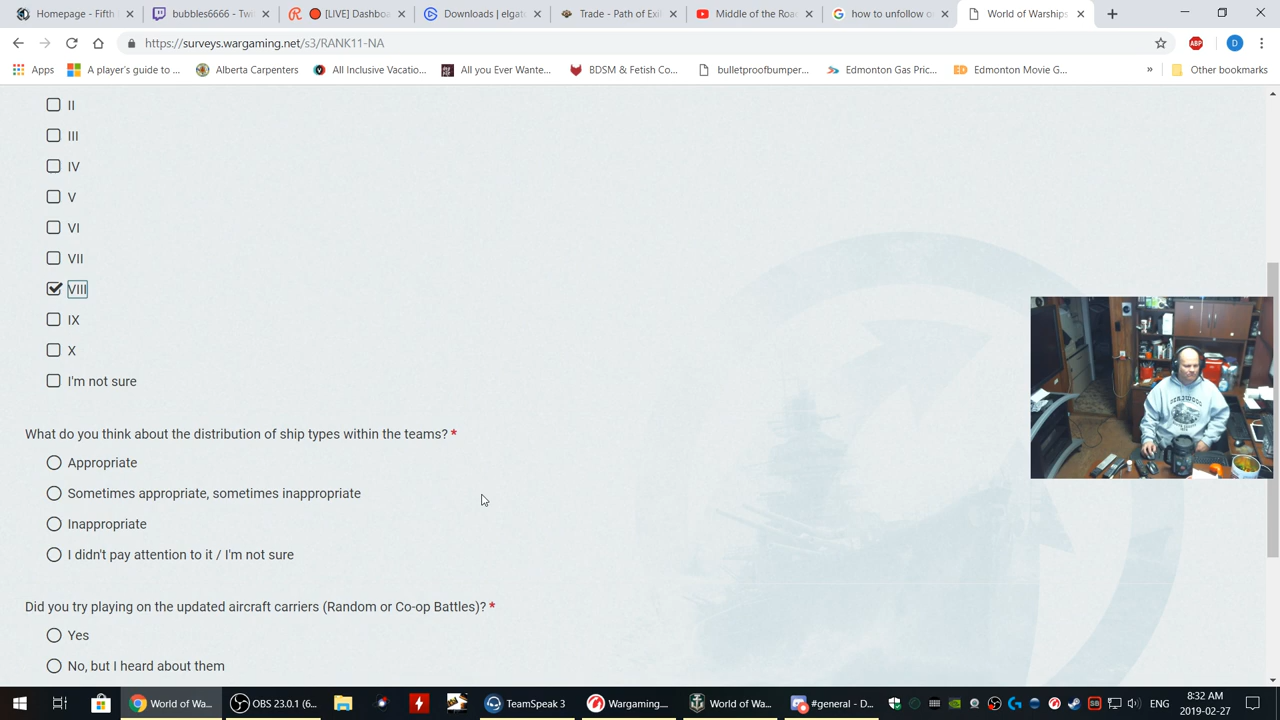 Homepage - Fifth
bubbles6666 - Twi
[LIVE] Dashboa
Downloads | elgat
Trade - Path of Exil
Middle of the Road
how to unfollow o
World of Warships
https://surveys.wargaming.net/s3/RANK11-NA
ABP
D
Apps
A player's guide to ...
Alberta Carpenters
All Inclusive Vacatio...
All you Ever Wante...
BDSM & Fetish Co...
bulletproofbumper...
Edmonton Gas Pric...
Edmonton Movie G...
»
Other bookmarks
II
III
IV
V
VI
VII
VIII
IX
X
I'm not sure
What do you think about the distribution of ship types within the teams? *
Appropriate
Sometimes appropriate, sometimes inappropriate
Inappropriate
I didn't pay attention to it / I'm not sure
Did you try playing on the updated aircraft carriers (Random or Co-op Battles)? *
Yes
No, but I heard about them
World of Wa...
OBS 23.0.1 (6...
TeamSpeak 3
Wargaming....
World of War...
#general - D...
ENG
8:32 AM
2019-02-27